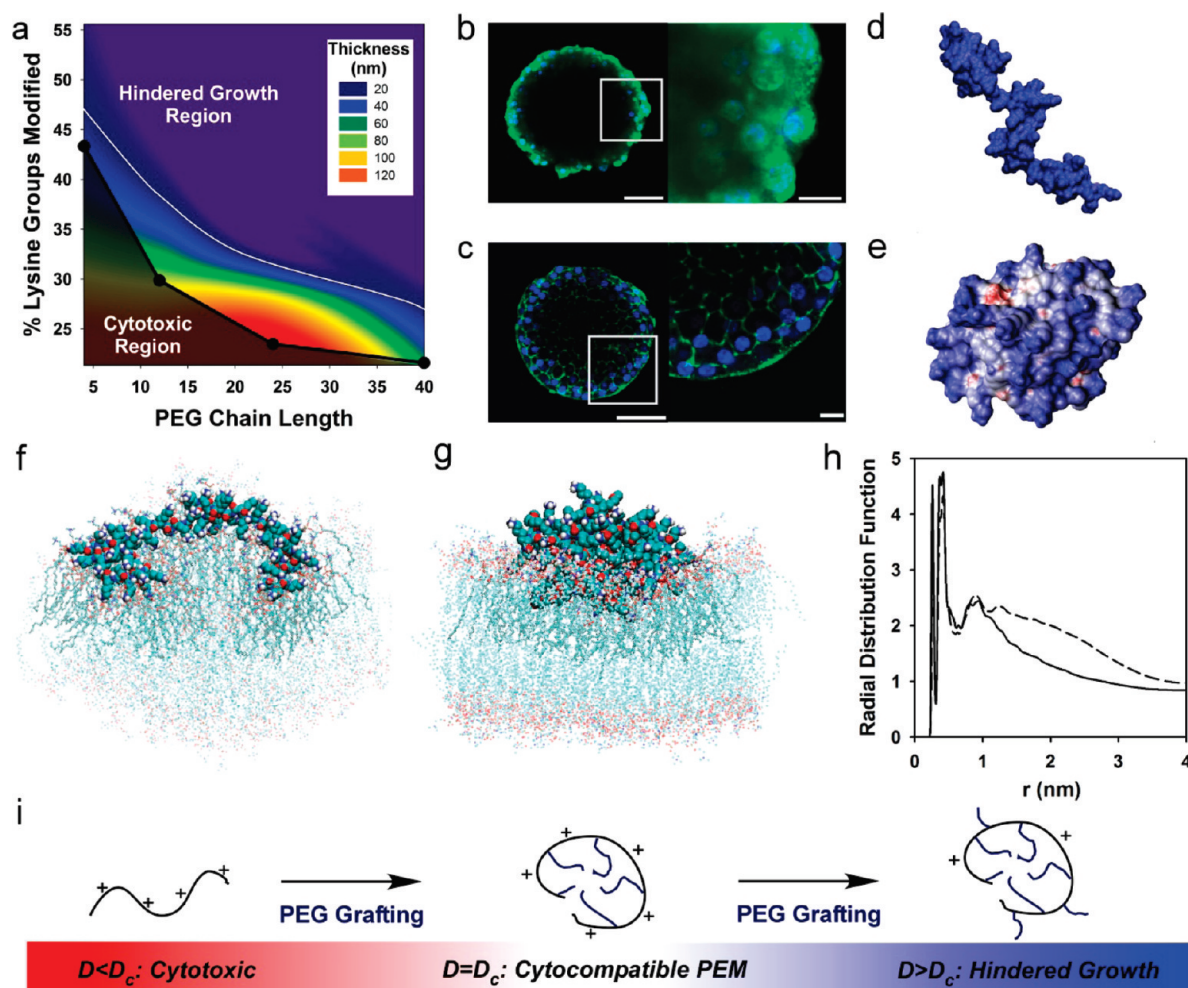 a
55
50
45
40
35
30
25
% Lysine Groups Modified
Hindered Growth
Region
Cytotoxic
Region
Thickness
(nm)
20
40
60
80
100
120
5 10 15 20 25 30 35 40
PEG Chain Length
b
c
d
e
f
g
h
5
4
3
2
1
0
Radial Distribution Function
0 1 2 3 4
r (nm)
i
+ + + +
PEG Grafting
+ + + + +
PEG Grafting
+ + +
D<Dc: Cytotoxic
D=Dc: Cytocompatible PEM
D>Dc: Hindered Growth